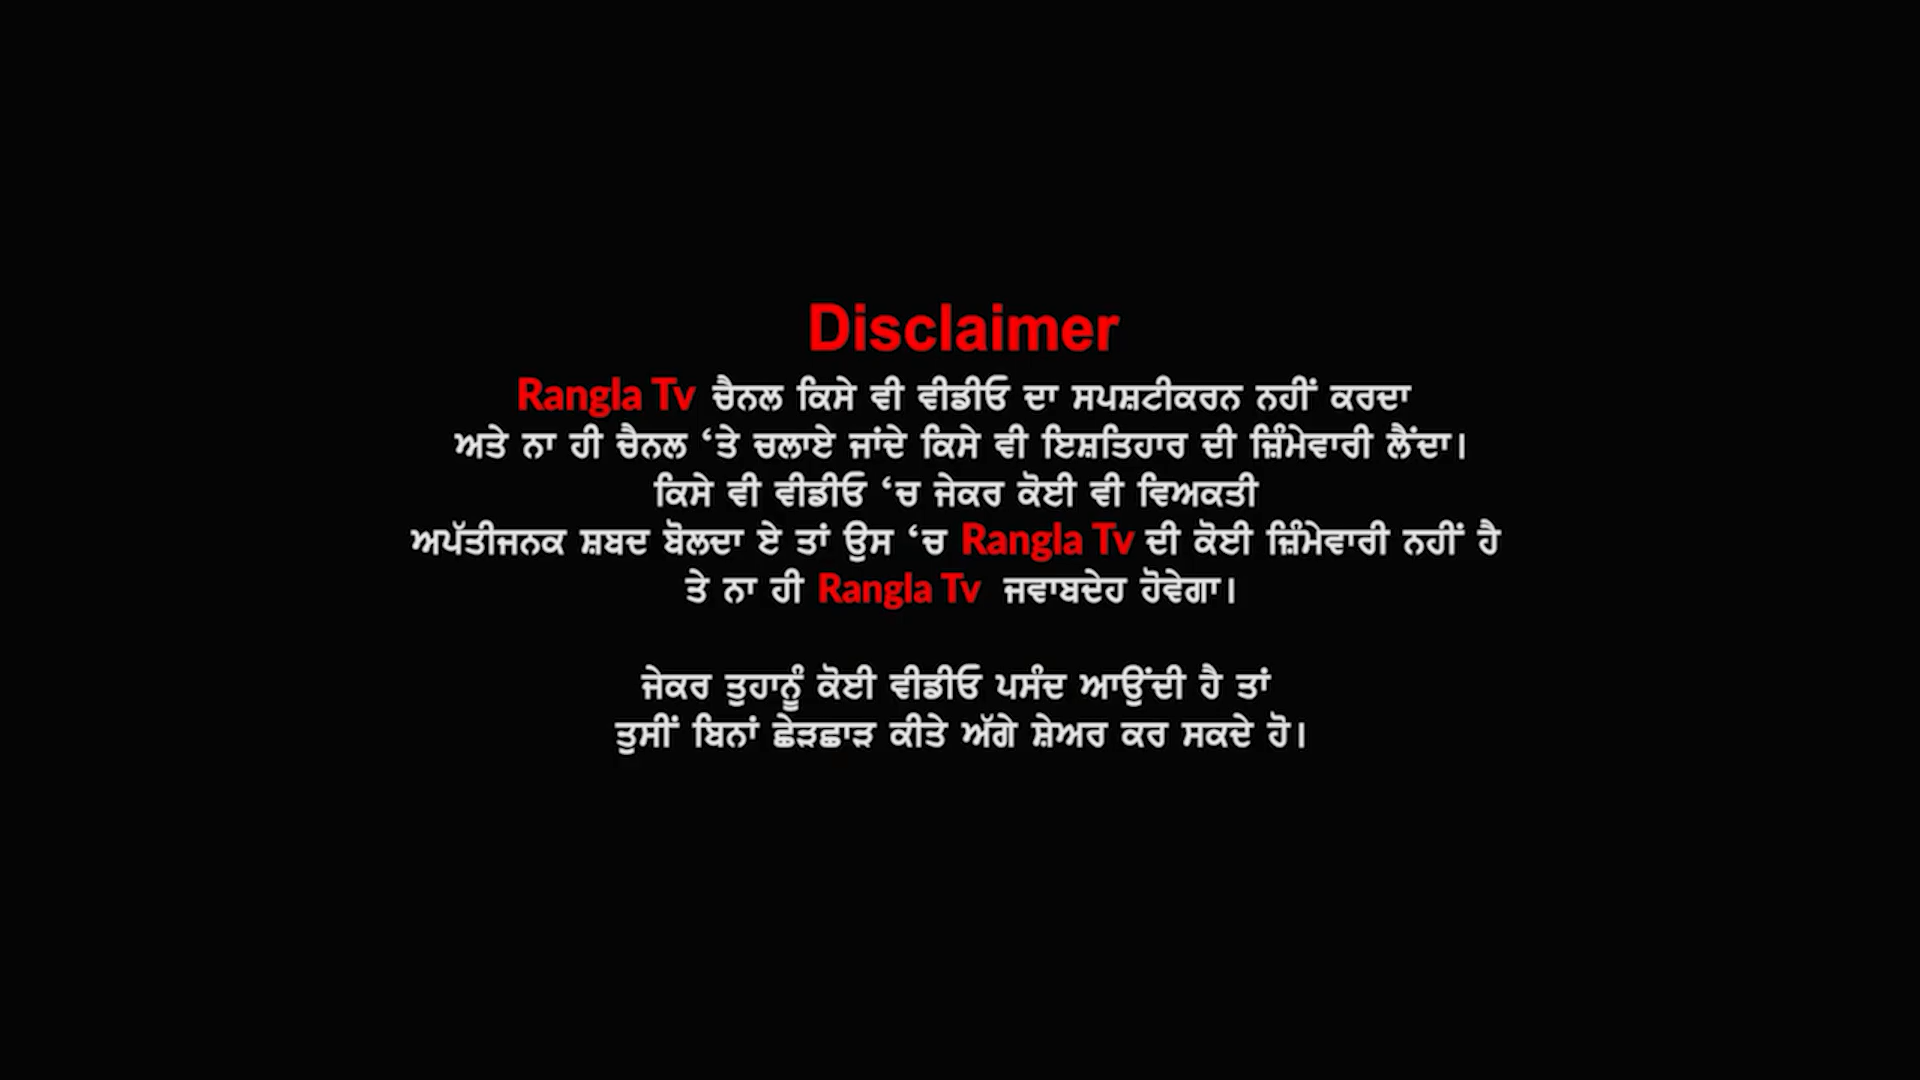 Disclaimer
Rangla Tv ਚੈਨਲ ਕਿਸੇ ਵੀ ਵੀਡੀਓ ਦਾ ਸਪਸ਼ਟੀਕਰਨ ਨਹੀਂ ਕਰਦਾ
ਅਤੇ ਨਾ ਹੀ ਚੈਨਲ ‘ਤੇ ਚਲਾਏ ਜਾਂਦੇ ਕਿਸੇ ਵੀ ਇਸ਼ਤਿਹਾਰ ਦੀ ਜ਼ਿੰਮੇਵਾਰੀ ਲੈਂਦਾ।
ਕਿਸੇ ਵੀ ਵੀਡੀਓ ‘ਚ ਜੇਕਰ ਕੋਈ ਵੀ ਵਿਅਕਤੀ
ਅਪੱਤੀਜਨਕ ਸ਼ਬਦ ਬੋਲਦਾ ਏ ਤਾਂ ਉਸ ‘ਚ Rangla Tv ਦੀ ਕੋਈ ਜ਼ਿੰਮੇਵਾਰੀ ਨਹੀਂ ਹੈ
ਤੇ ਨਾ ਹੀ Rangla Tv ਜਵਾਬਦੇਹ ਹੋਵੇਗਾ।
ਜੇਕਰ ਤੁਹਾਨੂੰ ਕੋਈ ਵੀਡੀਓ ਪਸੰਦ ਆਉਂਦੀ ਹੈ ਤਾਂ
ਤੁਸੀਂ ਬਿਨਾਂ ਛੇੜਛਾੜ ਕੀਤੇ ਅੱਗੇ ਸ਼ੇਅਰ ਕਰ ਸਕਦੇ ਹੋ।